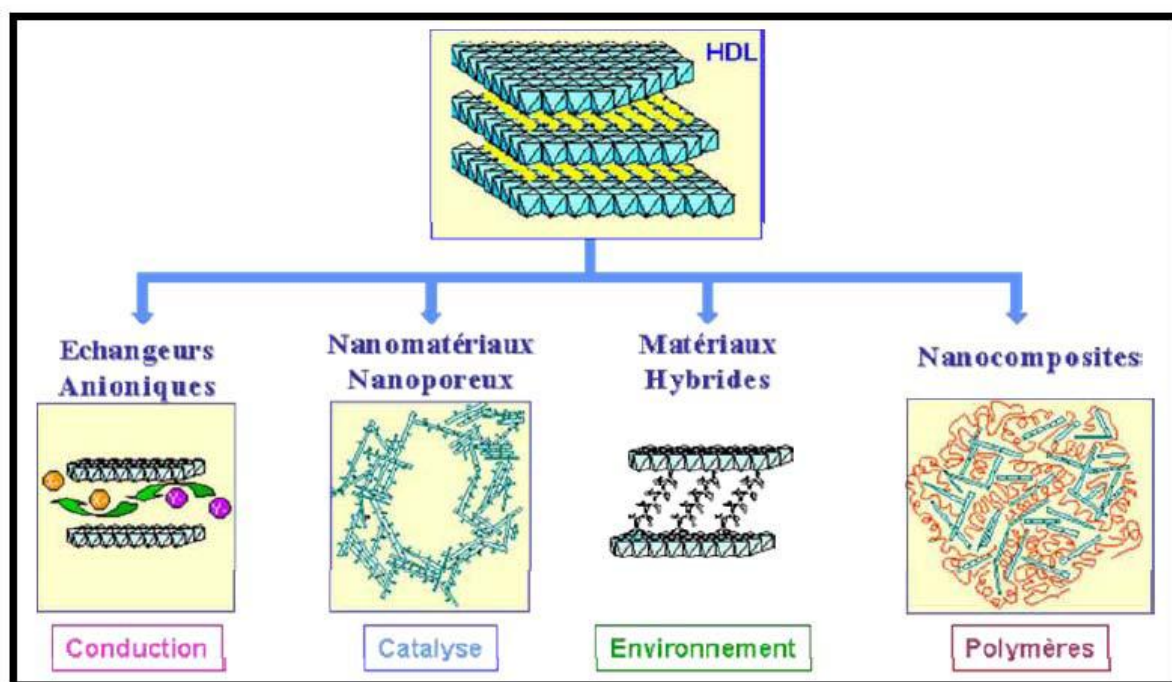 HDL
Echangeurs
Anioniques
Nanomatériaux
Nanoporeux
Matériaux
Hybrides
Nanocomposites
Conduction
Catalyse
Environnement
Polymères